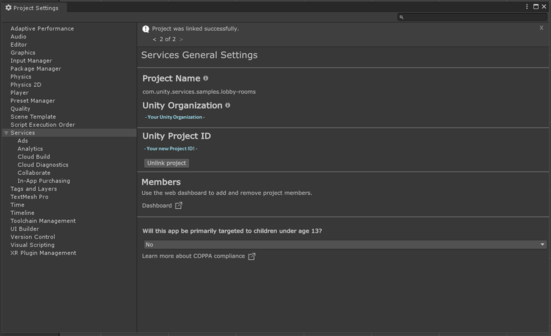 Project Settings
Project was linked successfully.
< 2 of 2 >
Adaptive Performance
Audio
Editor
Graphics
Input Manager
Package Manager
Physics
Physics 2D
Player
Preset Manager
Quality
Scene Template
Script Execution Order
Services
Ads
Analytics
Cloud Build
Cloud Diagnostics
Collaborate
In-App Purchasing
Tags and Layers
TextMesh Pro
Time
Timeline
Toolchain Management
UI Builder
Version Control
Visual Scripting
XR Plugin Management
Services General Settings
Project Name
com.unity.services.samples.lobby-rooms
Unity Organization
- Your Unity Organization -
Unity Project ID
- Your new Project ID! -
Unlink project
Members
Use the web dashboard to add and remove project members.
Dashboard
Will this app be primarily targeted to children under age 13?
No
Learn more about COPPA compliance